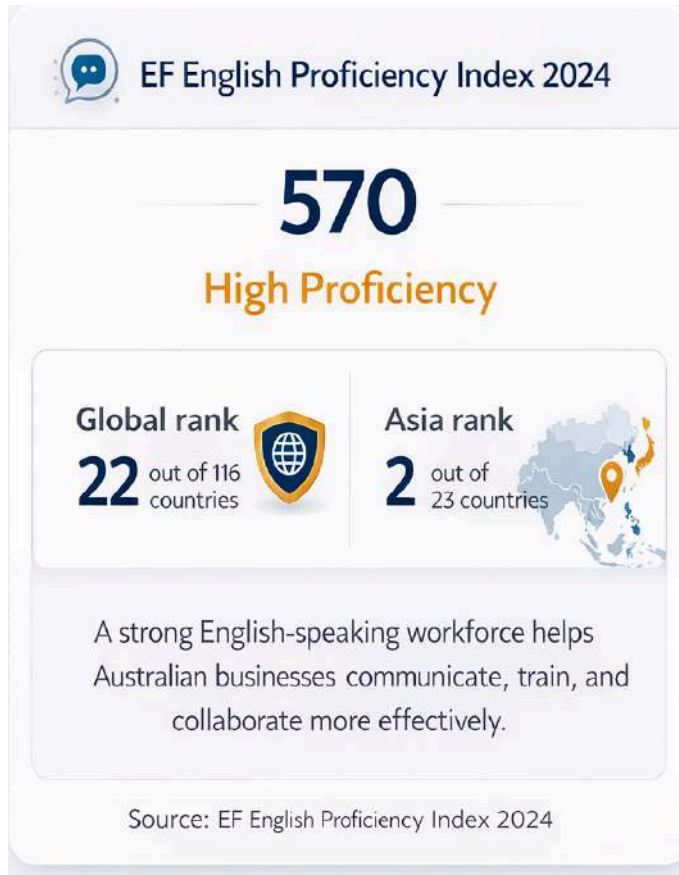 EF English Proficiency Index 2024
570
High Proficiency
Global rank
22 out of 116
countries
Asia rank
2 out of
23 countries
A strong English-speaking workforce helps
Australian businesses communicate, train, and
collaborate more effectively.
Source: EF English Proficiency Index 2024